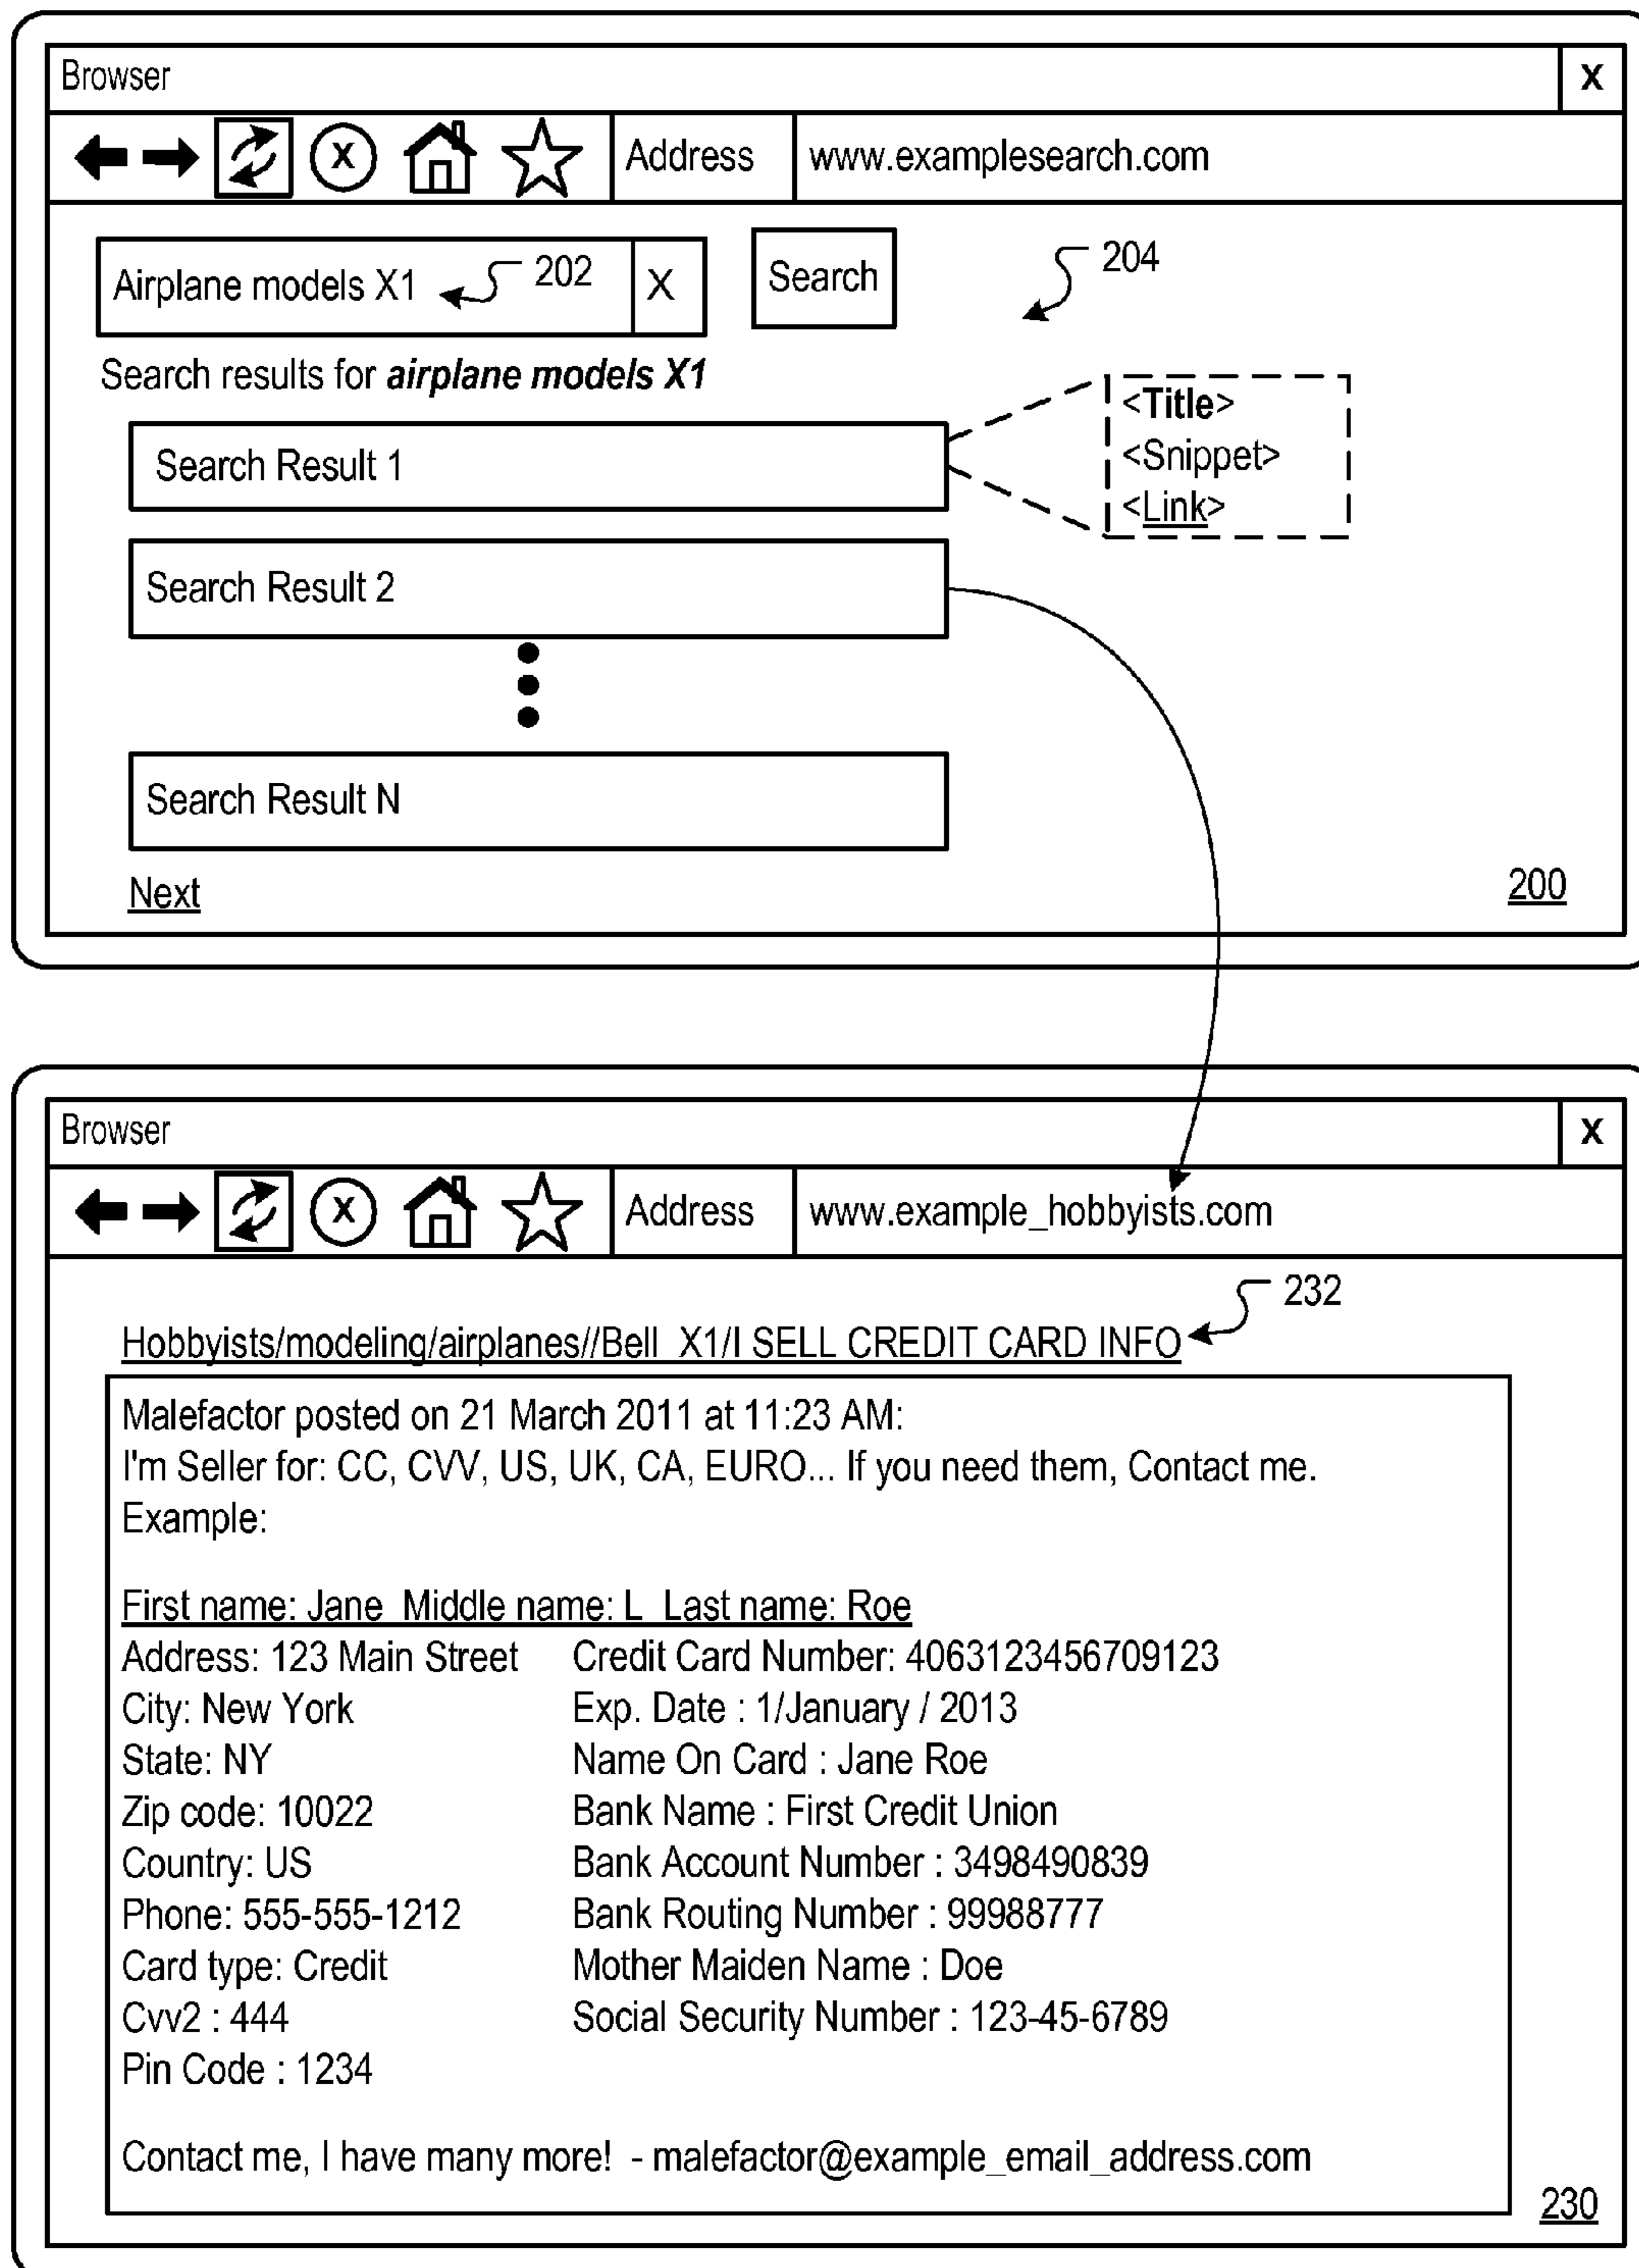 Browser X
X Address www.examplesearch.com
Airplane models X1 202 X Search 204
Search results for airplane models X1
<Title>
Search Result 1 <Snippet>
<Link>
Search Result 2
Search Result N
Next 200
Browser X
X Address www.example_hobbyists.com
232
Hobbyists/modeling/airplanes//Bell_X1/I SELL CREDIT CARD INFO
Malefactor posted on 21 March 2011 at 11:23 AM:
I'm Seller for: CC, CVV, US, UK, CA, EURO... If you need them, Contact me.
Example:
First name: Jane Middle name: L Last name: Roe
Address: 123 Main Street Credit Card Number: 4063123456709123
City: New York Exp. Date : 1/January / 2013
State: NY Name On Card : Jane Roe
Zip code: 10022 Bank Name : First Credit Union
Country: US Bank Account Number : 3498490839
Phone: 555-555-1212 Bank Routing Number : 99988777
Card type: Credit Mother Maiden Name : Doe
Cvv2 : 444 Social Security Number : 123-45-6789
Pin Code : 1234
Contact me, I have many more! - malefactor@example_email_address.com
230